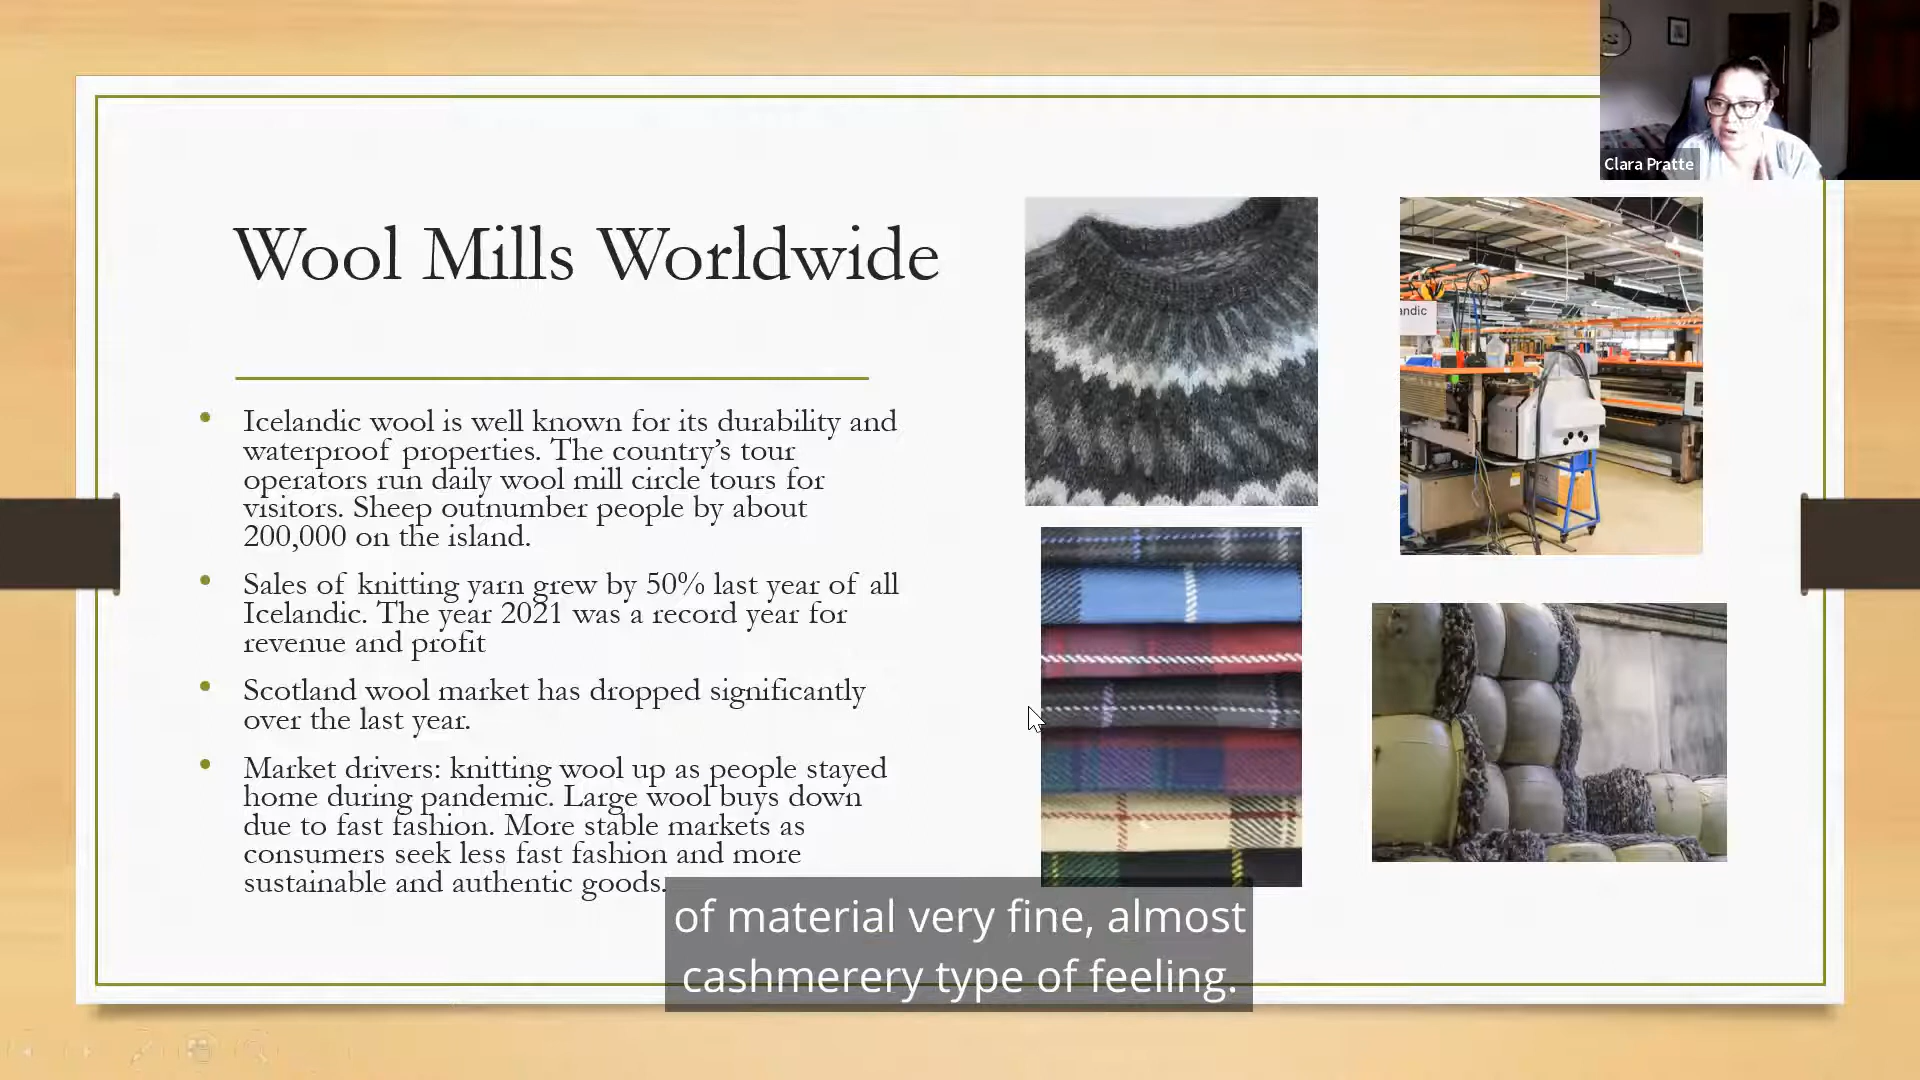 Clara Pratte
Wool Mills Worldwide
andic
• Icelandic wool is well known for its durability and
waterproof properties. The country’s tour
operators run daily wool mill circle tours for
visitors. Sheep outnumber people by about
200,000 on the island.
• Sales of knitting yarn grew by 50% last year of all
Icelandic. The year 2021 was a record year for
revenue and profit
• Scotland wool market has dropped significantly
over the last year.
• Market drivers: knitting wool up as people stayed
home during pandemic. Large wool buys down
due to fast fashion. More stable markets as
consumers seek less fast fashion and more
sustainable and authentic goods.
of material very fine, almost
cashmerery type of feeling.